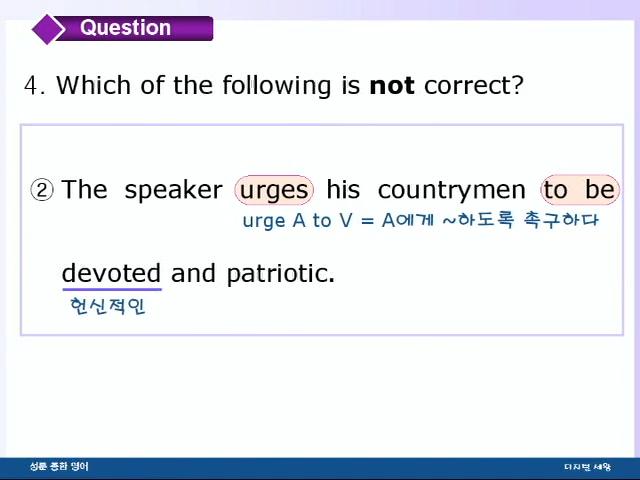 Question
4. Which of the following is not correct?
② The speaker urges his countrymen to be
urge A to V = A에게 ~하도록 촉구하다
devoted and patriotic.
헌신적인
성문 종합 영어
디지털 세왕